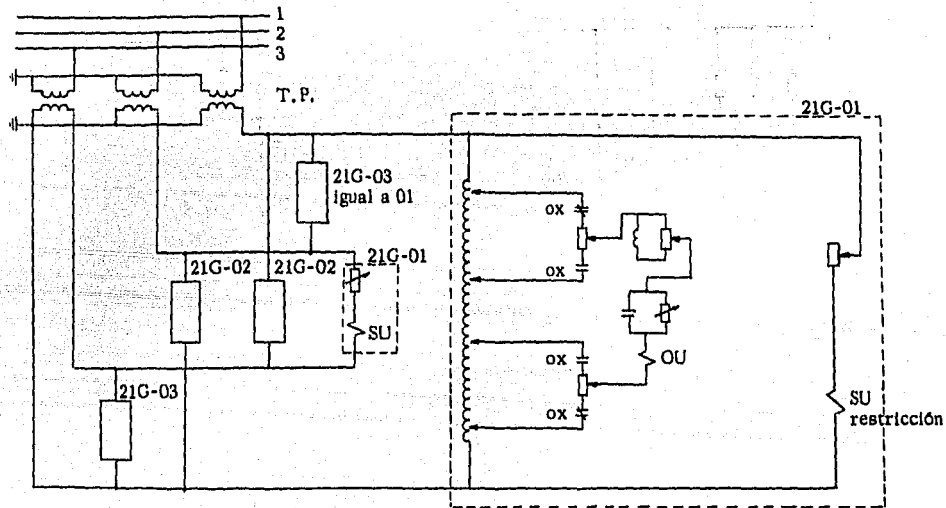 1
2
3
T.P.
21G-01
21G-03
igual a 01
ox
ox
21G-02
21G-02
21G-01
SU
ox
OU
ox
21G-03
SU
restricción